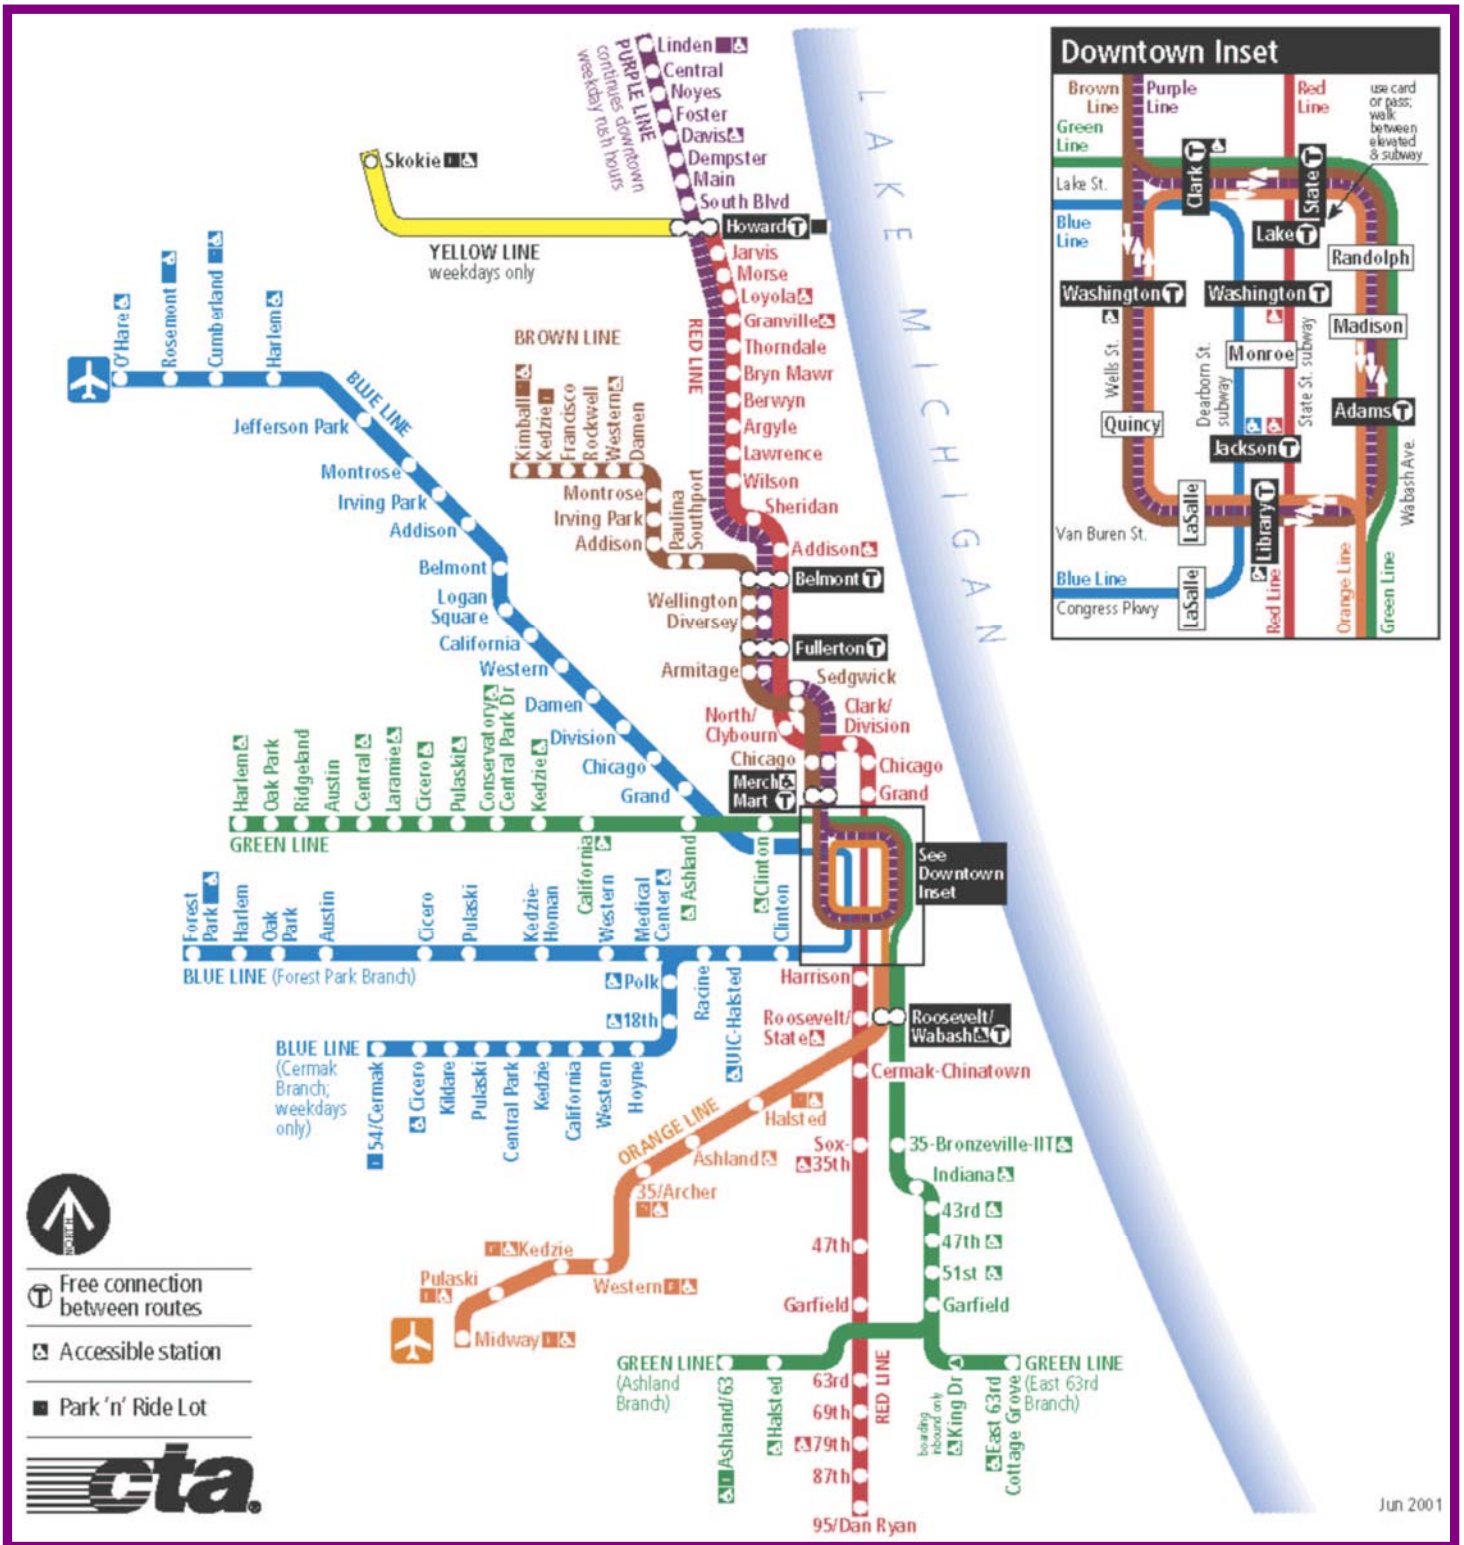 Linden
Central
Noyes
Foster
Davis
Dempster
Main
South Blvd
PURPLE LINE
continues downtown
weekday rush hours
Skokie
YELLOW LINE
weekdays only
Howard T
Jarvis
Morse
Loyola
Granville
Thorndale
Bryn Mawr
Berwyn
Argyle
Lawrence
Wilson
Sheridan
Addison
RED LINE
Belmont T
Fullerton T
LAKE MICHIGAN
O'Hare
Rosemont
Cumberland
Harlem
BLUE LINE
Jefferson Park
Montrose
Irving Park
Addison
Belmont
Logan
Square
California
Western
Damen
Division
Chicago
Grand
BROWN LINE
Kimball
Kedzie
Francisco
Rockwell
Western
Damen
Montrose
Irving Park
Addison
Paulina
Southport
Wellington
Diversey
Armitage
Sedgwick
North/
Clybourn
Clark/
Division
Chicago
Chicago
Merch
Mart T
Grand
Harlem
Oak Park
Ridgeland
Austin
Central
Laramie
Cicero
Pulaski
Conservatory
Central Park Dr
Kedzie
GREEN LINE
California
Ashland
Clinton
See
Downtown
Inset
Forest
Park
Harlem
Oak
Park
Austin
Cicero
Pulaski
Kedzie-
Homan
Western
Medical
Center
Clinton
BLUE LINE (Forest Park Branch)
Polk
18th
Racine
UIC-Halsted
BLUE LINE
(Cermak
Branch;
weekdays
only)
54/Cermak
Cicero
Kildare
Pulaski
Central Park
Kedzie
California
Western
Hoyne
Harrison
Roosevelt/
State
Roosevelt/
Wabash T
Cermak-Chinatown
ORANGE LINE
Halsted
Ashland
35/Archer
Kedzie
Western
Pulaski
Midway
Sox-
35th
35-Bronzeville-IIT
Indiana
43rd
47th
47th
51st
Garfield
Garfield
GREEN LINE
(Ashland
Branch)
Ashland/63
Halsted
63rd
69th
79th
87th
95/Dan Ryan
RED LINE
boarding
inbound only
King Dr
East 63rd
Cottage Grove
GREEN LINE
(East 63rd
Branch)
NORTH
T Free connection
between routes
Accessible station
Park 'n' Ride Lot
cta
Jun 2001
Downtown Inset
Brown
Line
Purple
Line
Red
Line
use card
or pass;
walk
between
elevated
& subway
Green
Line
Lake St.
Blue
Line
Clark T
State T
Lake T
Randolph
Washington T
Washington T
Madison
Monroe
Wells St.
Dearborn St.
subway
State St. subway
Quincy
Adams T
Jackson T
Wabash Ave.
LaSalle
Library T
Van Buren St.
Blue Line
Congress Pkwy
LaSalle
Red Line
Orange Line
Green Line